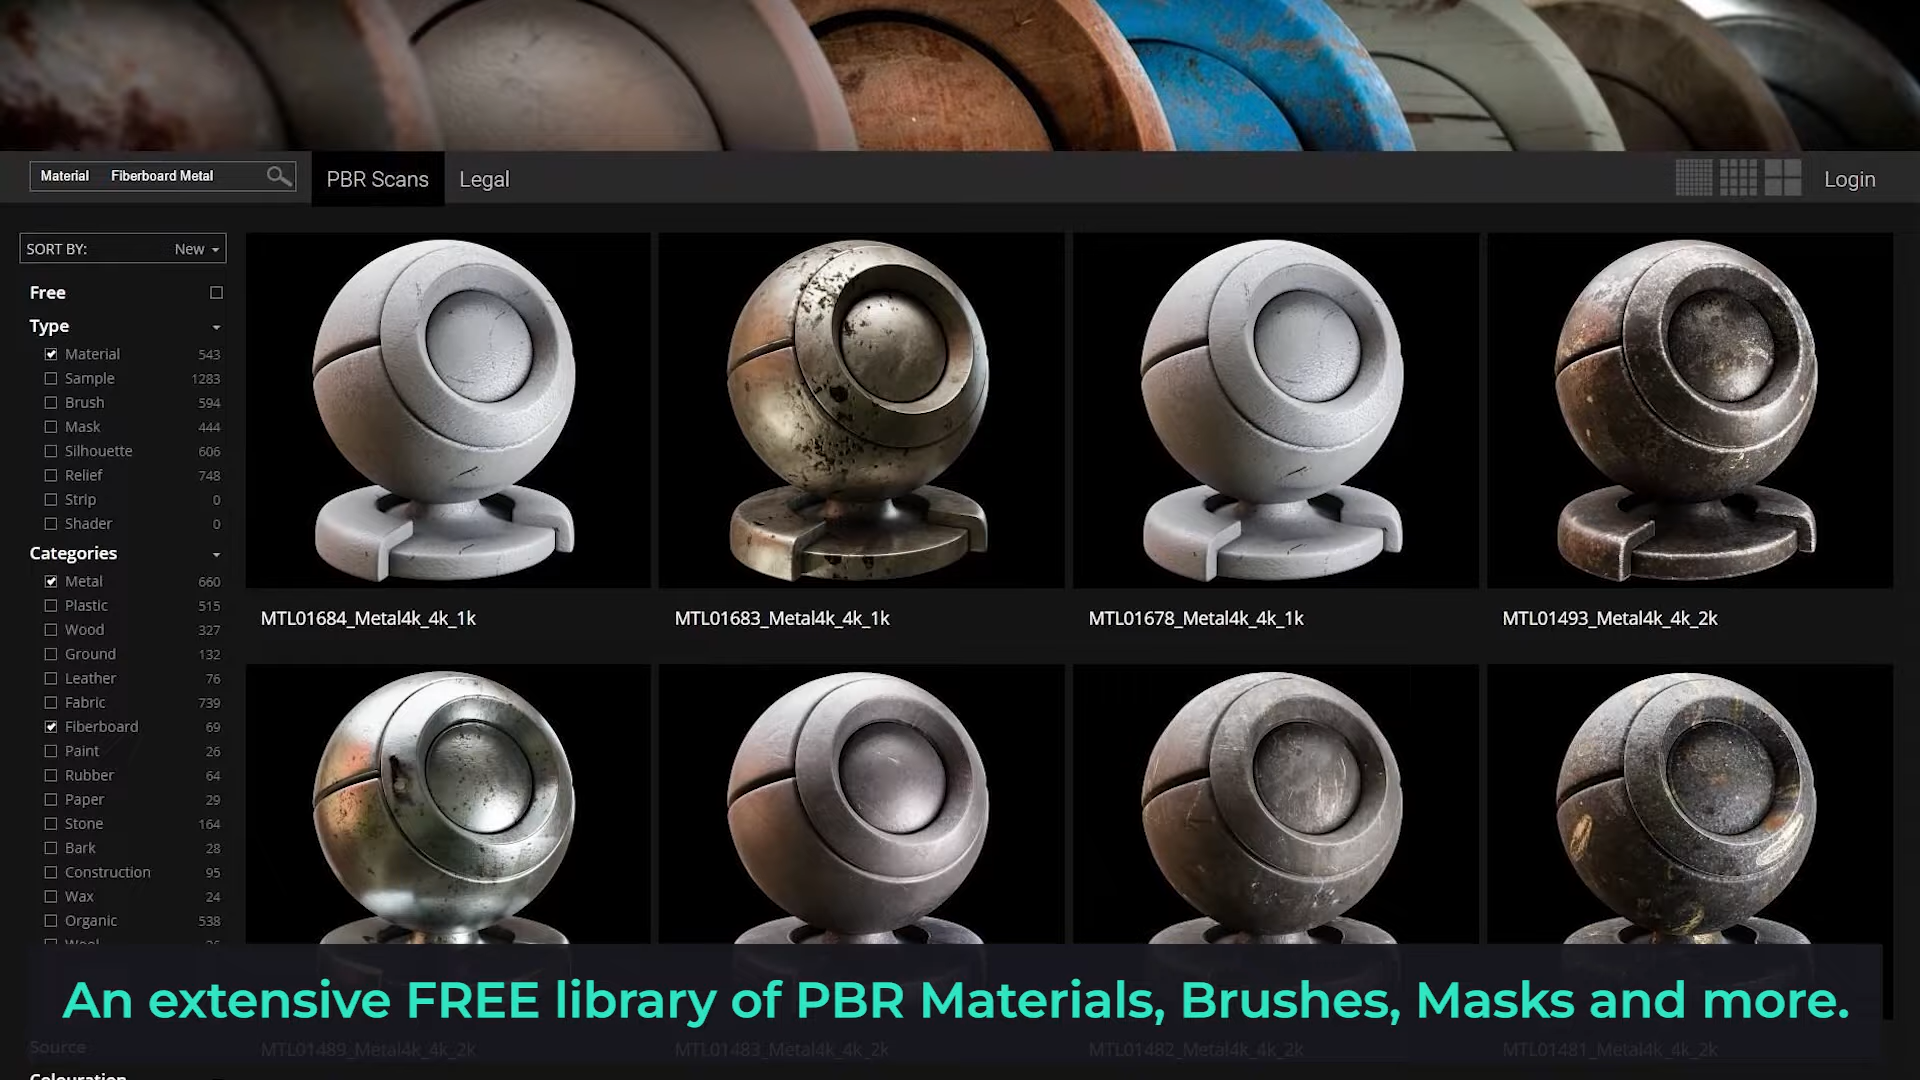 Material Fiberboard Metal
PBR Scans
Legal
Login
SORT BY: New
Free
Type
Material 543
Sample 1283
Brush 594
Mask 444
Silhouette 606
Relief 748
Strip 0
Shader 0
Categories
Metal 660
Plastic 515
Wood 327
Ground 132
Leather 76
Fabric 739
Fiberboard 69
Paint 26
Rubber 64
Paper 29
Stone 164
Bark 28
Construction 95
Wax 24
Organic 538
Wool 26
Source
Colouration
MTL01684_Metal4k_4k_1k
MTL01683_Metal4k_4k_1k
MTL01678_Metal4k_4k_1k
MTL01493_Metal4k_4k_2k
An extensive FREE library of PBR Materials, Brushes, Masks and more.
MTL01489_Metal4k_4k_2k
MTL01483_Metal4k_4k_2k
MTL01482_Metal4k_4k_2k
MTL01481_Metal4k_4k_2k